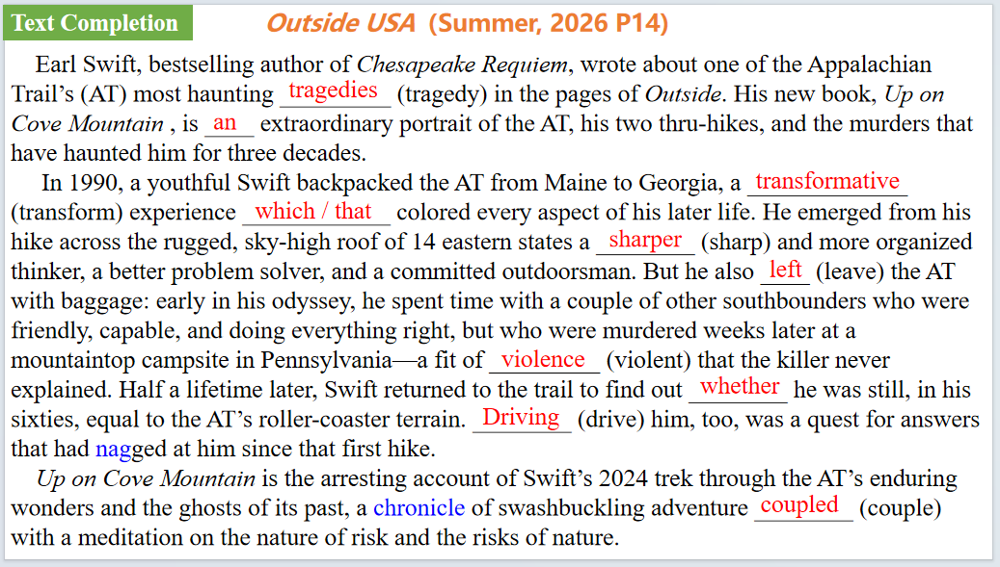 Text Completion
Outside USA (Summer, 2026 P14)
Earl Swift, bestselling author of Chesapeake Requiem, wrote about one of the Appalachian
Trail’s (AT) most haunting tragedies (tragedy) in the pages of Outside. His new book, Up on
Cove Mountain , is an extraordinary portrait of the AT, his two thru-hikes, and the murders that
have haunted him for three decades.
In 1990, a youthful Swift backpacked the AT from Maine to Georgia, a transformative
(transform) experience which / that colored every aspect of his later life. He emerged from his
hike across the rugged, sky-high roof of 14 eastern states a sharper (sharp) and more organized
thinker, a better problem solver, and a committed outdoorsman. But he also left (leave) the AT
with baggage: early in his odyssey, he spent time with a couple of other southbounders who were
friendly, capable, and doing everything right, but who were murdered weeks later at a
mountaintop campsite in Pennsylvania—a fit of violence (violent) that the killer never
explained. Half a lifetime later, Swift returned to the trail to find out whether he was still, in his
sixties, equal to the AT’s roller-coaster terrain. Driving (drive) him, too, was a quest for answers
that had nagged at him since that first hike.
Up on Cove Mountain is the arresting account of Swift’s 2024 trek through the AT’s enduring
wonders and the ghosts of its past, a chronicle of swashbuckling adventure coupled (couple)
with a meditation on the nature of risk and the risks of nature.